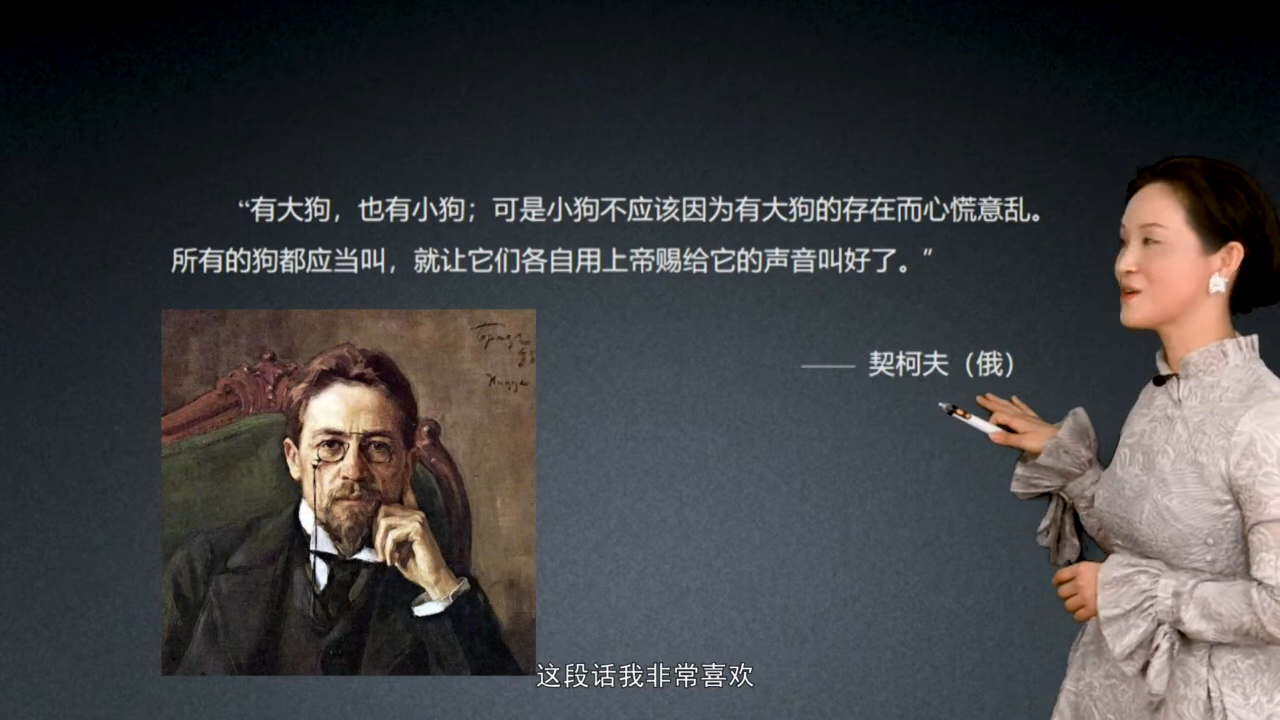 “有大狗，也有小狗；可是小狗不应该因为有大狗的存在而心慌意乱。
所有的狗都应当叫，就让它们各自用上帝赐给它的声音叫好了。”
—— 契柯夫（俄）
这段话我非常喜欢